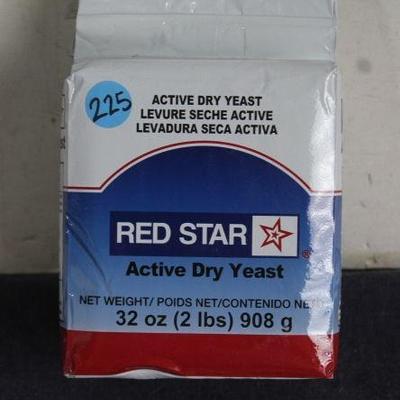 225
ACTIVE DRY YEAST
LEVURE SECHE ACTIVE
LEVADURA SECA ACTIVA
RED STAR
®
Active Dry Yeast
NET WEIGHT/ POIDS NET/CONTENIDO
32 oz (2 lbs) 908 g